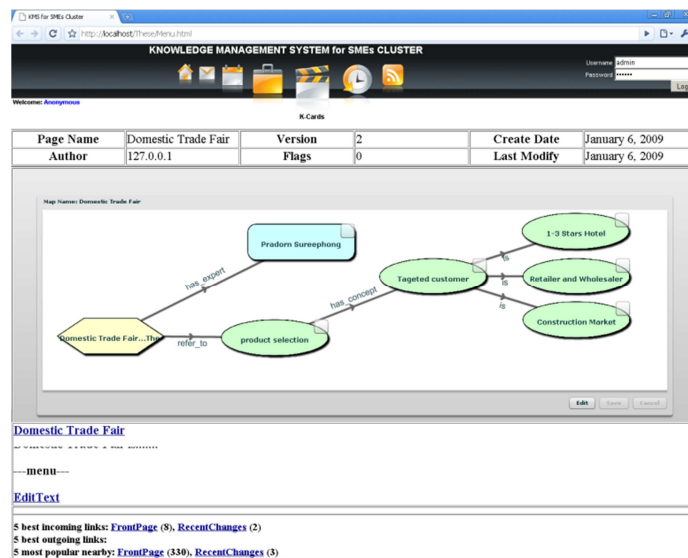 KMS for SMEs Cluster
http://localhost/These/Menu.html
KNOWLEDGE MANAGEMENT SYSTEM for SMEs CLUSTER
Username admin
Password ••••••
Log
Welcome: Anonymous
K-Cards
Page Name Domestic Trade Fair Version 2 Create Date January 6, 2009
Author 127.0.0.1 Flags 0 Last Modify January 6, 2009
Map Name: Domestic Trade Fair
1-3 Stars Hotel
Pradorn Sureephong
is
has_expert
Tageted customer
is
Retailer and Wholesaler
has_concept
is
Construction Market
Domestic Trade Fair...The
refer_to
product selection
Edit Save Cancel
Domestic Trade Fair
---menu---
EditText
5 best incoming links: FrontPage (8), RecentChanges (2)
5 best outgoing links:
5 most popular nearby: FrontPage (330), RecentChanges (3)